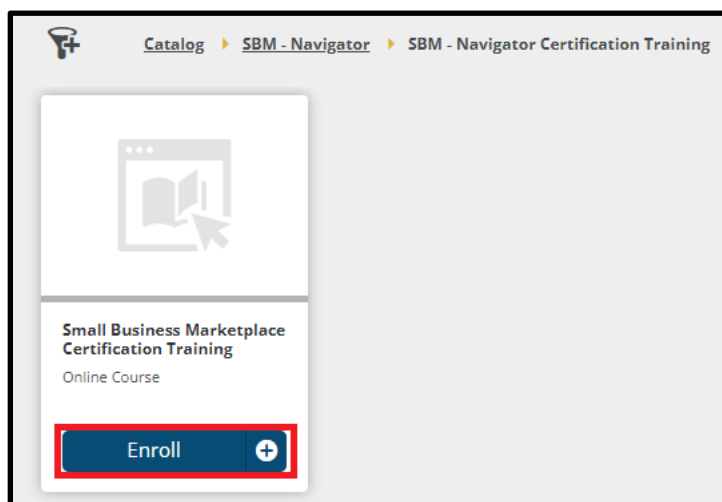 Catalog SBM - Navigator SBM - Navigator Certification Training
Small Business Marketplace
Certification Training
Online Course
Enroll